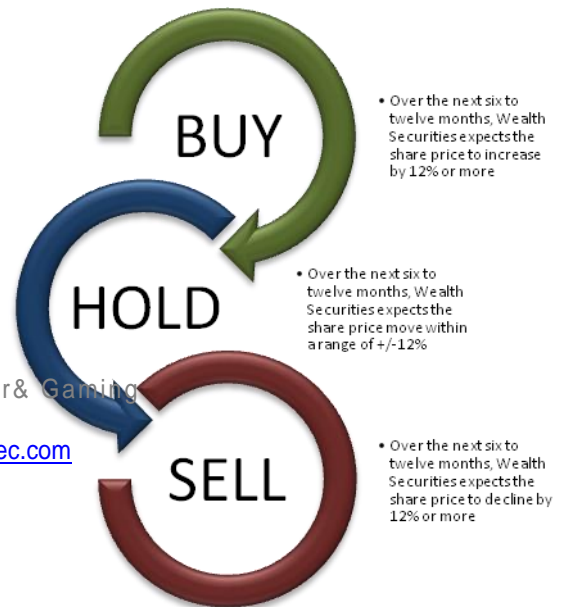 BUY
• Over the next six to
twelve months, Wealth
Securities expects the
share price to increase
by 12% or more
HOLD
• Over the next six to
twelve months, Wealth
Securities expects the
share price move within
a range of +/-12%
r& Gaming
ec.com
SELL
• Over the next six to
twelve months, Wealth
Securities expects the
share price to decline by
12% or more